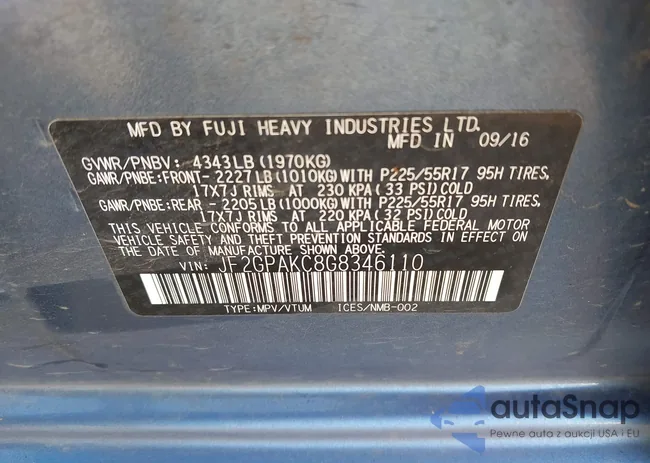 MFD BY FUJI HEAVY INDUSTRIES LTD.
MFD IN 09/16
GVWR/PNBV: 4343LB(1970KG)
GAWR/PNBE:FRONT- 2227LB(1010KG)WITH P225/55R17 95H TIRES,
17X7J RIMS AT 230KPA(33 PSI)COLD
GAWR/PNBE:REAR - 2205LB(1000KG)WITH P225/55R17 95H TIRES,
17X7J RIMS AT 220KPA(32 PSI)COLD
THIS VEHICLE CONFORMS TO ALL APPLICABLE FEDERAL MOTOR
VEHICLE SAFETY AND THEFT PREVENTION STANDARDS IN EFFECT ON THE
DATE OF MANUFACTURE SHOWN ABOVE.
VIN: JF2GPAKC8G8346110
TYPE:MPV/VTUM ICES/NMB-002
autaSnap
Pewne auta z aukcji USA i EU